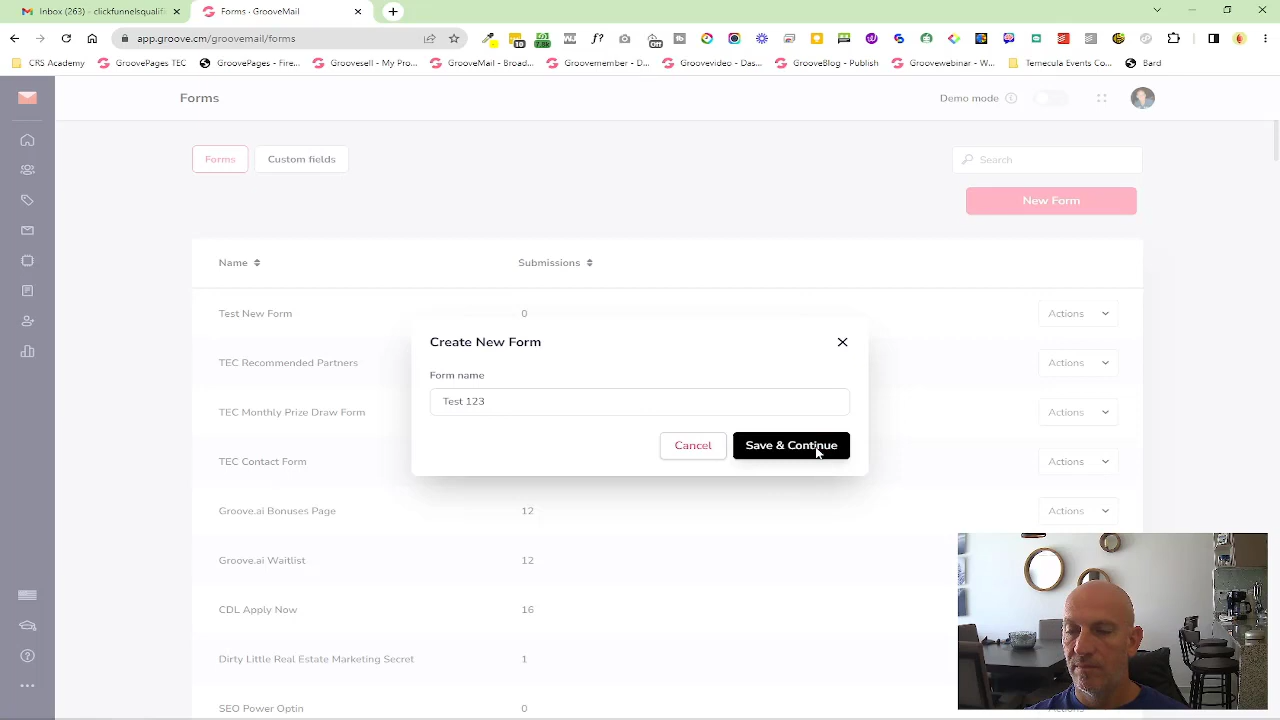 Inbox (263) - clickfunnelsqualifi
Forms - GrooveMail
app.groove.cm/groovemail/forms
CRS Academy
GroovePages TEC
GroovePages - Fire...
Groovesell - My Pro...
GrooveMail - Broad...
Groovemember - D...
Groovevideo - Das...
GrooveBlog - Publish
Groovewebinar - W...
Temecula Events Co...
Bard
Forms
Demo mode
Forms
Custom fields
Search
New Form
Name
Submissions
Test New Form
0
Actions
Create New Form
TEC Recommended Partners
Actions
Form name
Test 123
TEC Monthly Prize Draw Form
Actions
Cancel
Save & Continue
TEC Contact Form
Actions
Groove.ai Bonuses Page
12
Actions
Groove.ai Waitlist
12
CDL Apply Now
16
Dirty Little Real Estate Marketing Secret
1
SEO Power Optin
0